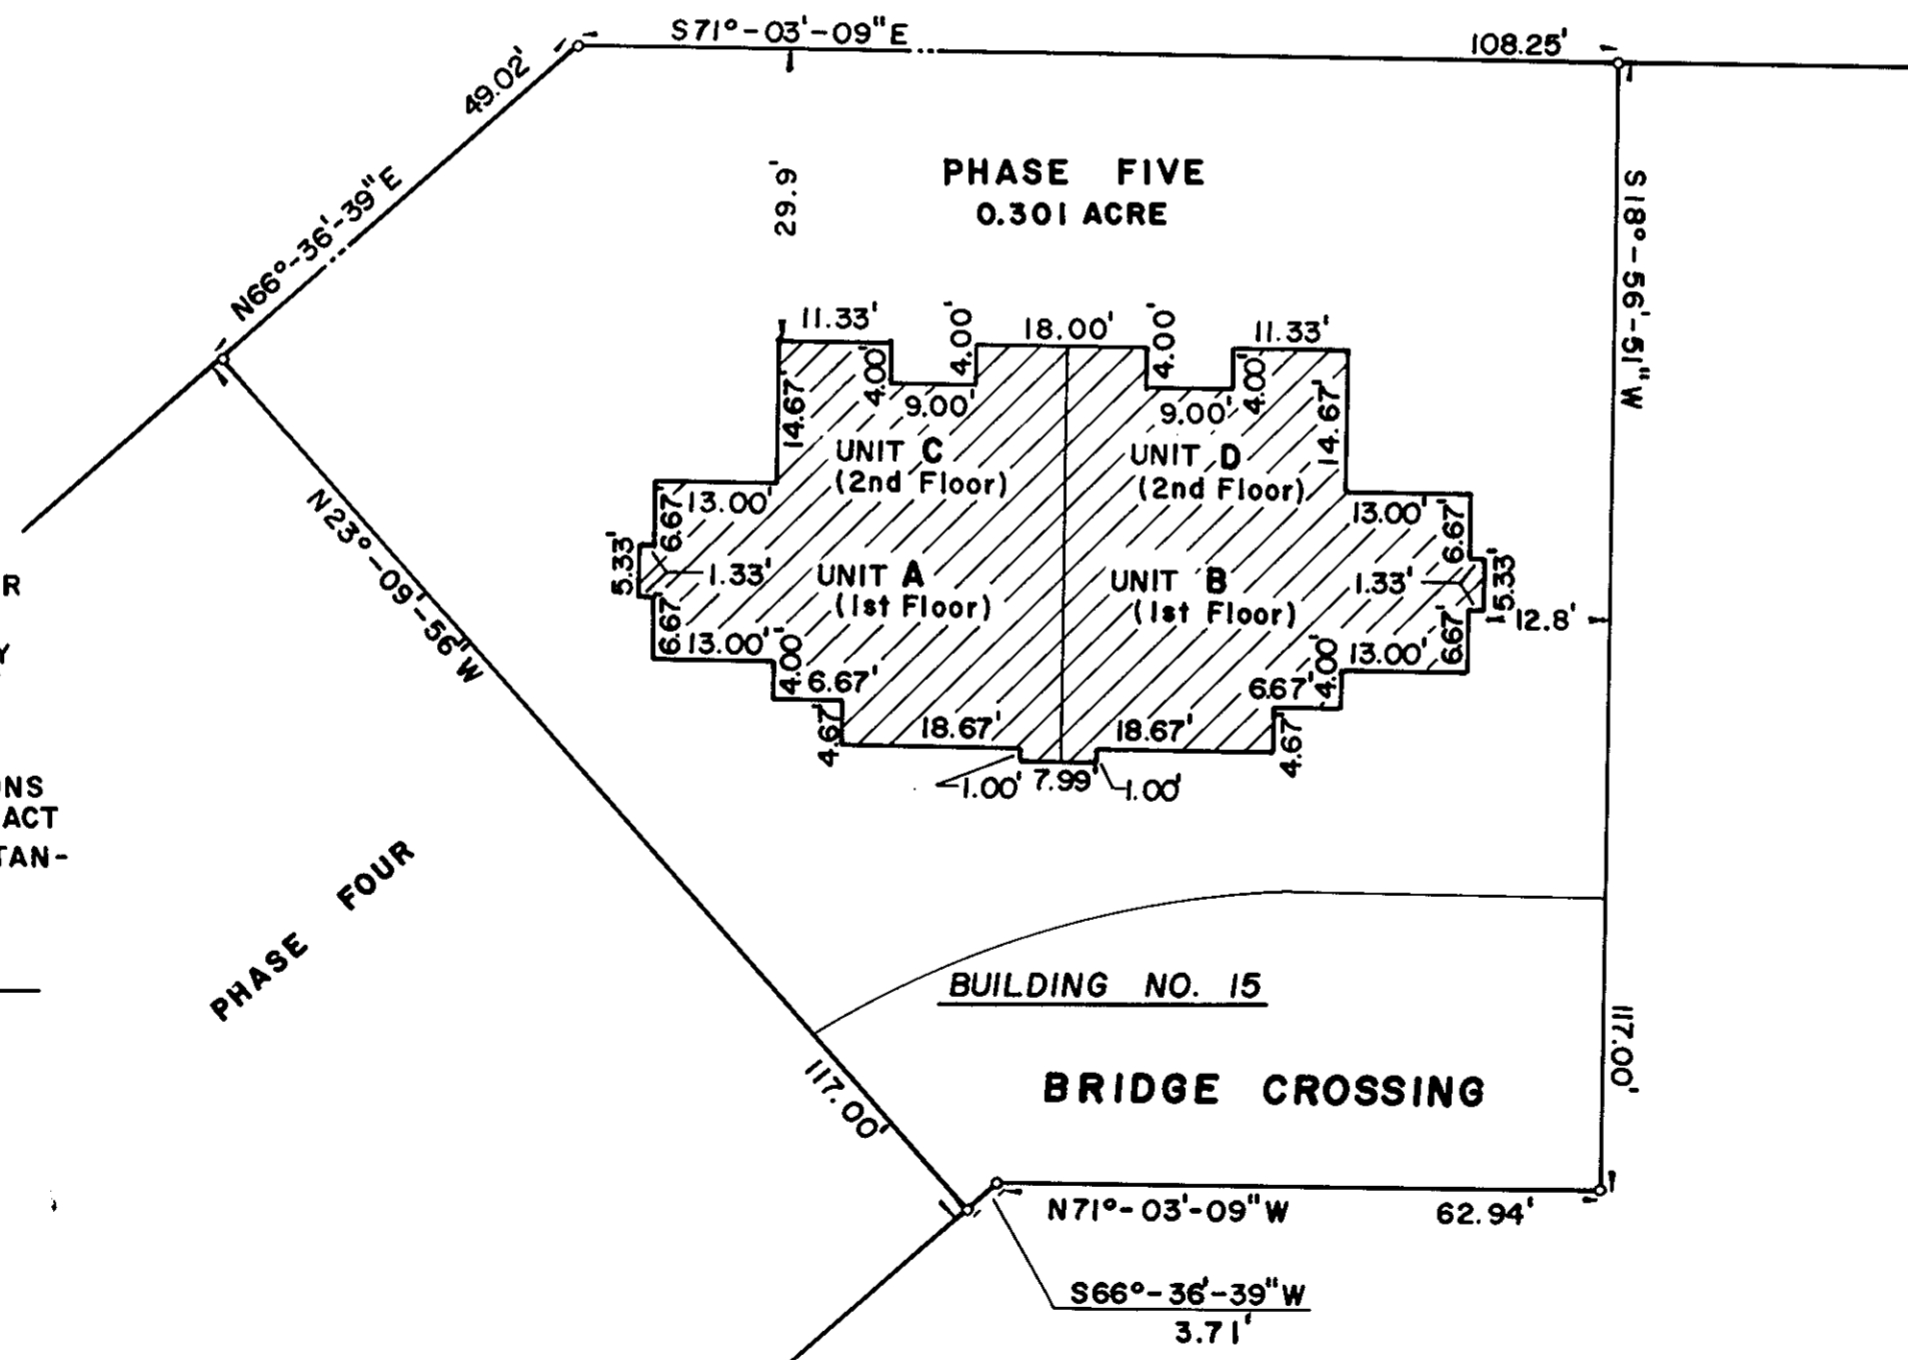 S71°-03'-09"E
108.25'
49.02'
N66°-36'-39"E
29.9'
PHASE FIVE
0.301 ACRE
S18°-56'-51"W
11.33'
4.00'
4.00'
18.00'
4.00'
4.00'
11.33'
9.00'
9.00'
14.67'
14.67'
UNIT C
(2nd Floor)
UNIT D
(2nd Floor)
13.00'
13.00'
6.67'
6.67'
5.33'
5.33'
1.33'
1.33'
12.8'
UNIT A
(1st Floor)
UNIT B
(1st Floor)
6.67'
6.67'
13.00'
13.00'
4.00'
4.00'
6.67'
6.67'
4.67'
4.67'
18.67'
18.67'
1.00'
7.99'
1.00'
N23°-09'-56"W
117.00'
R
Y
ONS
ACT
TAN-
PHASE FOUR
BUILDING NO. 15
BRIDGE CROSSING
117.00'
N71°-03'-09"W
62.94'
S66°-36'-39"W
3.71'